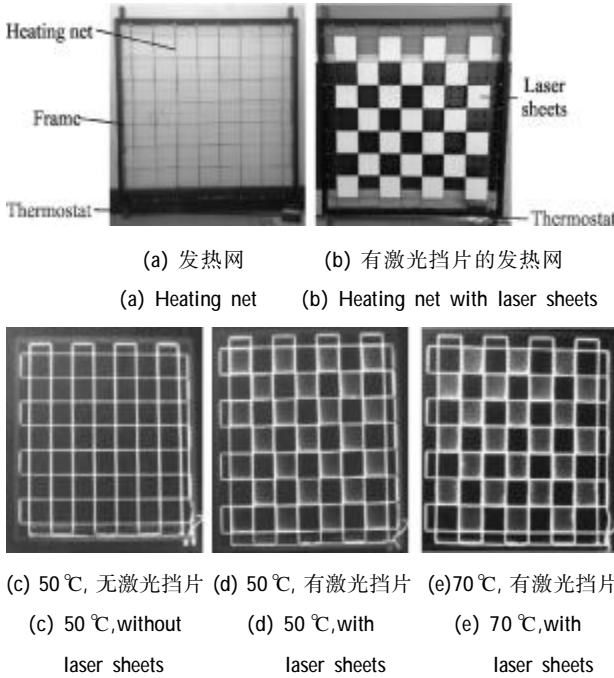 Heating net
Frame
Thermostat
Laser
sheets
Thermostat
(a) 发热网 (b) 有激光挡片的发热网
(a) Heating net (b) Heating net with laser sheets
(c) 50 ℃, 无激光挡片 (d) 50 ℃, 有激光挡片 (e)70 ℃, 有激光挡片
(c) 50 ℃,without (d) 50 ℃,with (e) 70 ℃,with
laser sheets laser sheets laser sheets